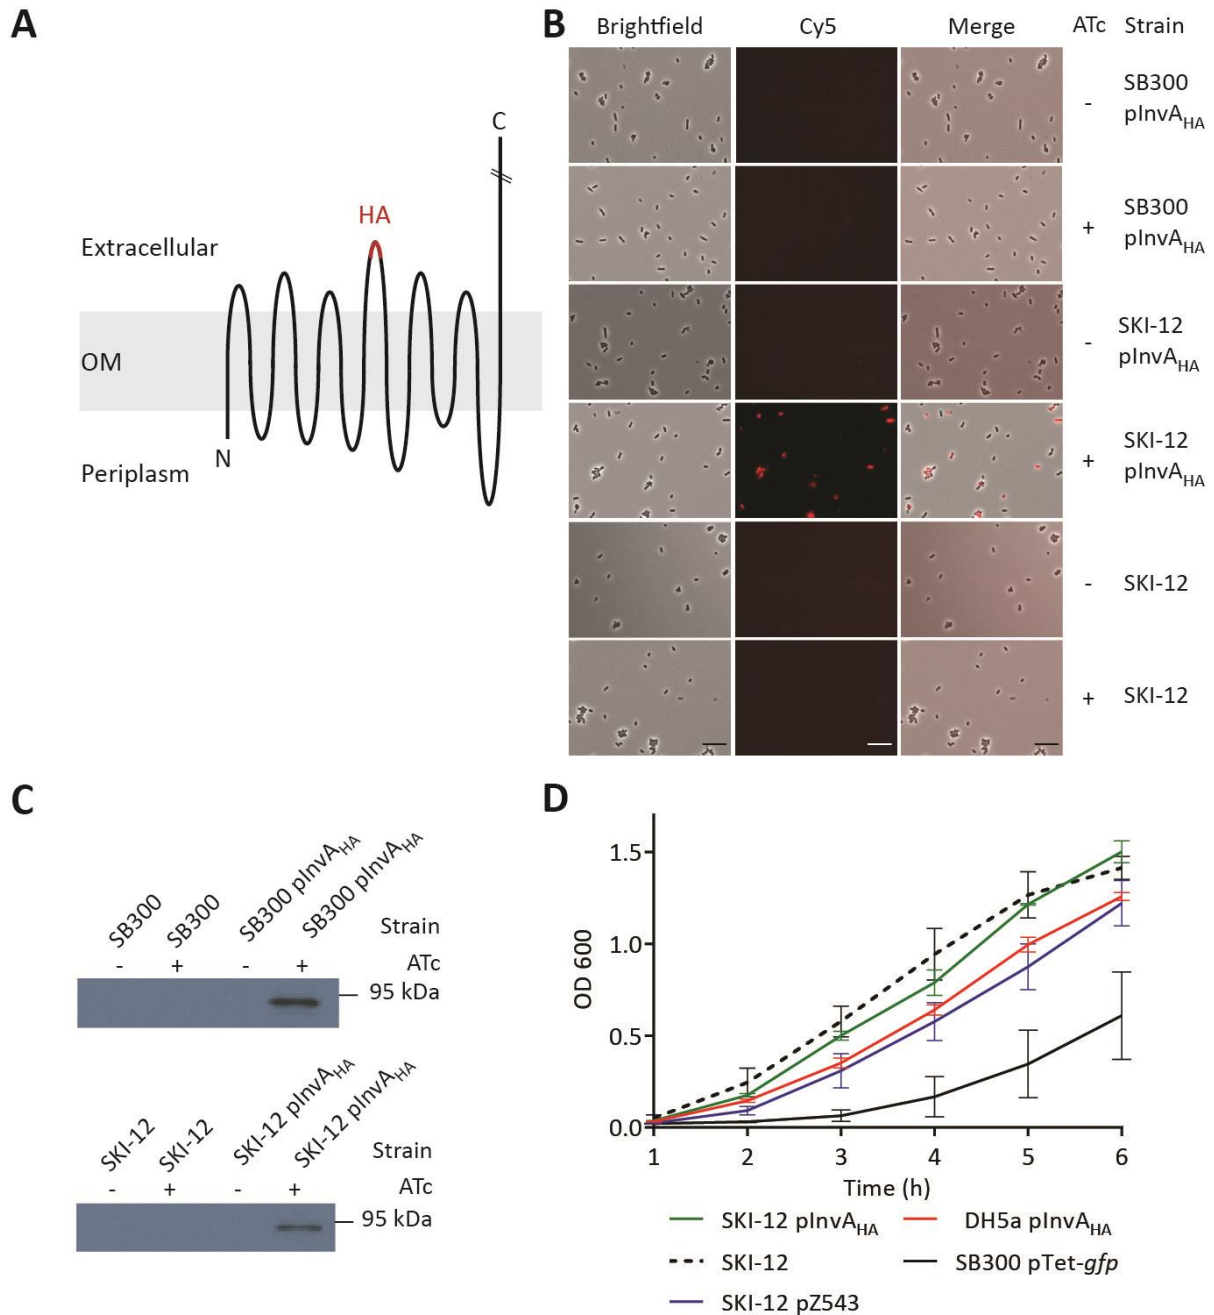 A
C
HA
Extracellular
OM
N
Periplasm
B
Brightfield Cy5 Merge ATc Strain
- SB300 pInvA_HA
+ SB300 pInvA_HA
- SKI-12 pInvA_HA
+ SKI-12 pInvA_HA
- SKI-12
+ SKI-12
C
SB300 SB300 SB300 pInvA_HA SB300 pInvA_HA Strain
- + - + ATc
95 kDa
SKI-12 SKI-12 SKI-12 pInvA_HA SKI-12 pInvA_HA Strain
- + - + ATc
95 kDa
D
1.5
1.0
0.5
0.0
OD 600
1 2 3 4 5 6
Time (h)
SKI-12 pInvA_HA DH5a pInvA_HA
SKI-12 SB300 pTet-gfp
SKI-12 pZ543